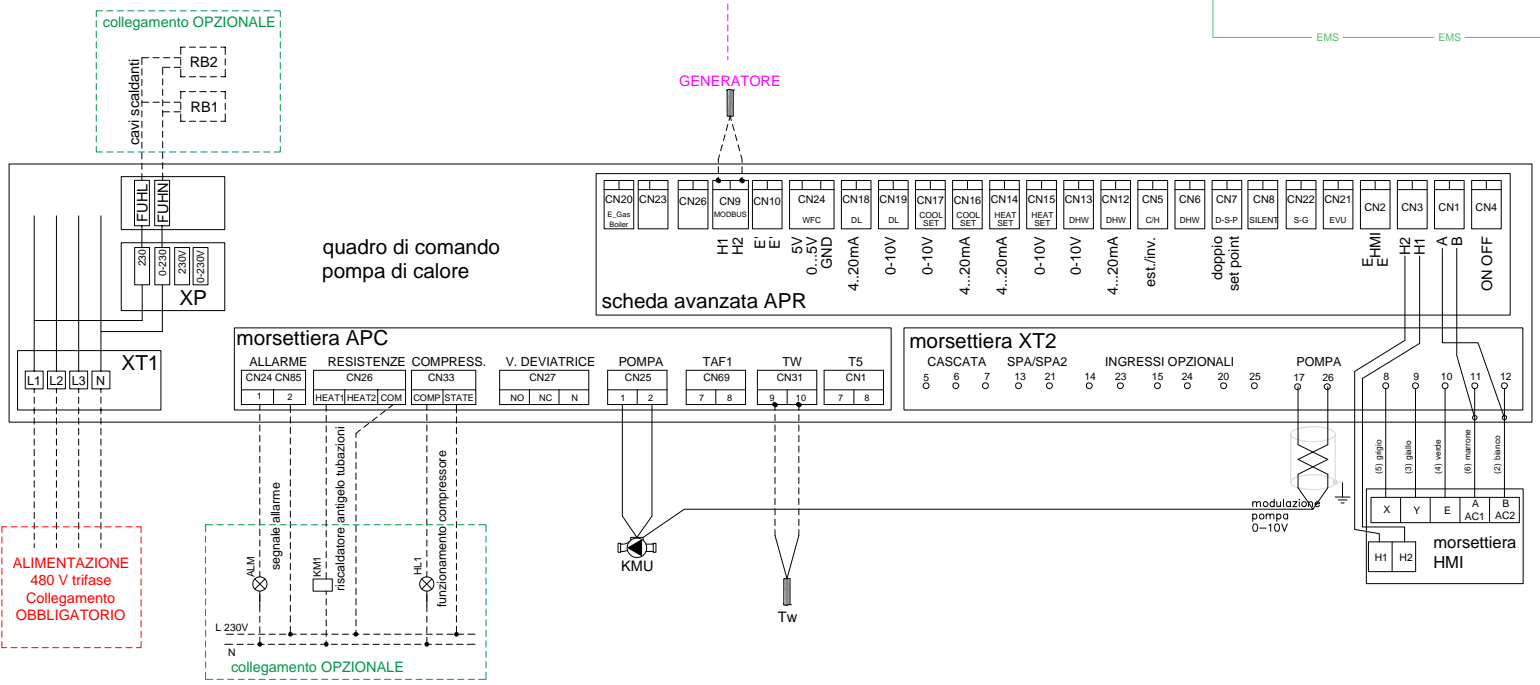 collegamento OPZIONALE
RB2
RB1
cavi scaldanti
EMS EMS
GENERATORE
FUHL FUHN
230 0-230 230V 0-230V
XP
quadro di comando
pompa di calore
CN20 E_Gas Boiler
CN23
CN26
CN9 MODBUS
CN10
CN24 WFC
CN18 DL
CN19 DL
CN17 COOL SET
CN16 COOL SET
CN14 HEAT SET
CN15 HEAT SET
CN13 DHW
CN12 DHW
CN5 C/H
CN6 DHW
CN7 D-S-P
CN8 SILENT
CN22 S-G
CN21 EVU
CN2
CN3
CN1
CN4
H1
H2
E'
E'
5V
0...5V
GND
4...20mA
0-10V
0-10V
4...20mA
4...20mA
0-10V
0-10V
4...20mA
est./inv.
doppio
set point
E
HMI
E
H2
H1
A
B
ON OFF
scheda avanzata APR
XT1
L1 L2 L3 N
morsettiera APC
ALLARME RESISTENZE COMPRESS. V. DEVIATRICE POMPA TAF1 TW T5
CN24 CN85 CN26 CN33 CN27 CN25 CN69 CN31 CN1
1 2 HEAT1 HEAT2 COM COMP STATE NO NC N 1 2 7 8 9 10 7 8
morsettiera XT2
CASCATA SPA/SPA2 INGRESSI OPZIONALI POMPA
5 6 7 13 21 14 23 15 24 20 25 17 26 8 9 10 11 12
(5) grigio
(3) giallo
(4) verde
(6) marrone
(2) bianco
X Y E A AC1 B AC2
H1 H2
morsettiera
HMI
modulazione
pompa
0-10V
KMU
Tw
ALIMENTAZIONE
480 V trifase
Collegamento
OBBLIGATORIO
ALM
segnale allarme
KM1
riscaldatore antigelo tubazioni
HL1
funzionamento compressore
L 230V
N
collegamento OPZIONALE